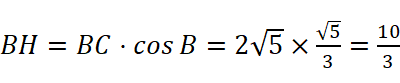 BH = BC · cos B = 2√5 × √5/3 = 10/3